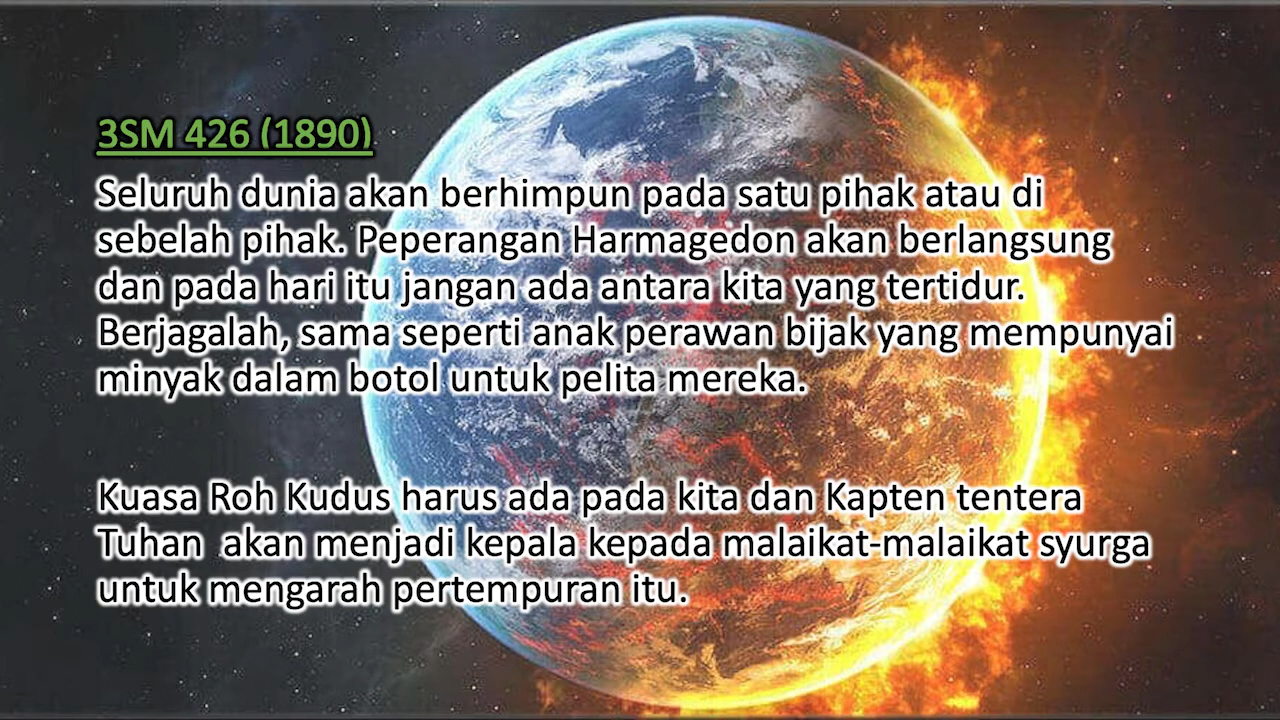 3SM 426 (1890)
Seluruh dunia akan berhimpun pada satu pihak atau di
sebelah pihak. Peperangan Harmagedon akan berlangsung
dan pada hari itu jangan ada antara kita yang tertidur.
Berjagalah, sama seperti anak perawan bijak yang mempunyai
minyak dalam botol untuk pelita mereka.
Kuasa Roh Kudus harus ada pada kita dan Kapten tentera
Tuhan  akan menjadi kepala kepada malaikat-malaikat syurga
untuk mengarah pertempuran itu.